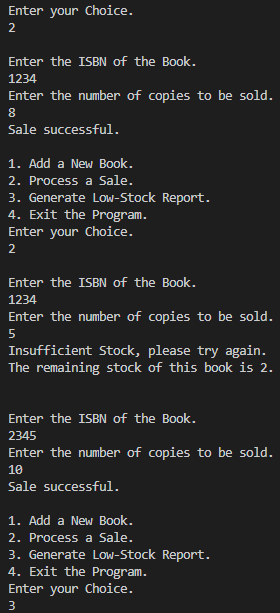 Enter your Choice.
2
Enter the ISBN of the Book.
1234
Enter the number of copies to be sold.
8
Sale successful.
1. Add a New Book.
2. Process a Sale.
3. Generate Low-Stock Report.
4. Exit the Program.
Enter your Choice.
2
Enter the ISBN of the Book.
1234
Enter the number of copies to be sold.
5
Insufficient Stock, please try again.
The remaining stock of this book is 2.
Enter the ISBN of the Book.
2345
Enter the number of copies to be sold.
10
Sale successful.
1. Add a New Book.
2. Process a Sale.
3. Generate Low-Stock Report.
4. Exit the Program.
Enter your Choice.
3